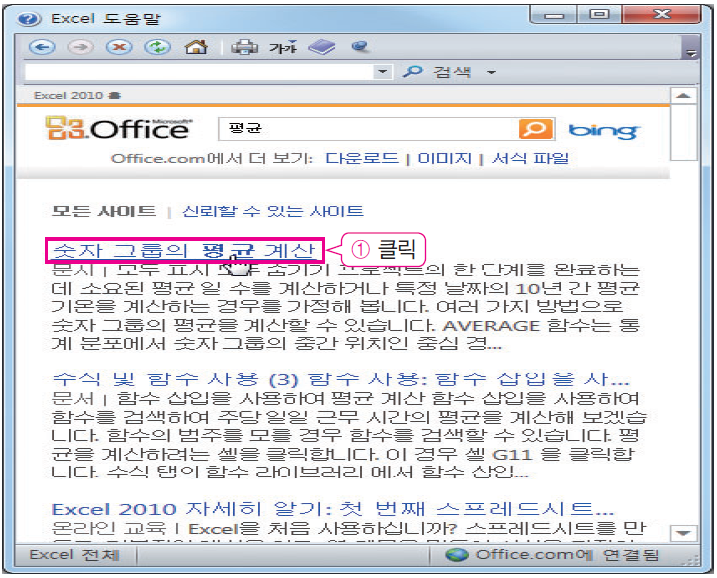 Excel 도움말
가가
검색
Excel 2010
Office Microsoft®
평균
bing
Office.com에서 더 보기: 다운로드 | 이미지 | 서식 파일
모든 사이트 | 신뢰할 수 있는 사이트
숫자 그룹의 평균 계산
① 클릭
문서 | 모두 표시 모두 숨기기 프로젝트의 한 단계를 완료하는
데 소요된 평균 일 수를 계산하거나 특정 날짜의 10년 간 평균
기온을 계산하는 경우를 가정해 봅니다. 여러 가지 방법으로
숫자 그룹의 평균을 계산할 수 있습니다. AVERAGE 함수는 통
계 분포에서 숫자 그룹의 중간 위치인 중심 경...
수식 및 함수 사용 (3) 함수 사용: 함수 삽입을 사...
문서 | 함수 삽입을 사용하여 평균 계산 함수 삽입을 사용하여
함수를 검색하여 주당 일일 근무 시간의 평균을 계산해 보겠습
니다. 함수의 범주를 모를 경우 함수를 검색할 수 있습니다. 평
균을 계산하려는 셀을 클릭합니다. 이 경우 셀 G11 을 클릭합
니다. 수식 탭의 함수 라이브러리 에서 함수 삽입...
Excel 2010 자세히 알기: 첫 번째 스프레드시트...
온라인 교육 | Excel을 처음 사용하십니까? 스프레드시트를 만
Excel 전체
Office.com에 연결됨